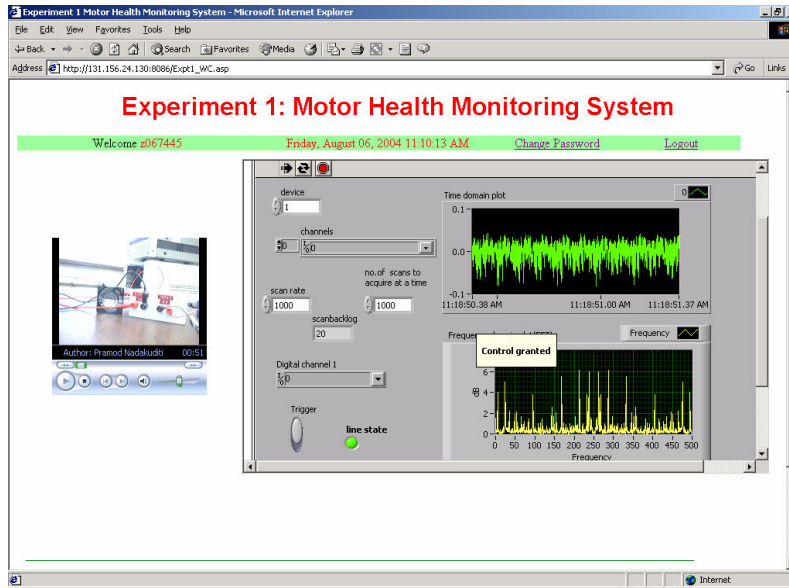 Experiment 1 Motor Health Monitoring System - Microsoft Internet Explorer
File Edit View Favorites Tools Help
Back Search Favorites Media
Address http://131.156.24.130:8086/Expt1_WC.asp Go Links
Experiment 1: Motor Health Monitoring System
Welcome z067445 Friday, August 06, 2004 11:10:13 AM Change Password Logout
device
1
channels
0 0
scan rate
1000
no.of scans to
acquire at a time
1000
scanbacklog
20
Digital channel 1
0
Trigger
line state
Time domain plot
0
0.1
0.0
-0.1
11:18:50.38 AM 11:18:51.00 AM 11:18:51.37 AM
Frequency
Control granted
6
4
2
0
dB
0 50 100 150 200 250 300 350 400 450 500
Frequency
Author: Pramod Nadakuditi 00:51
Internet